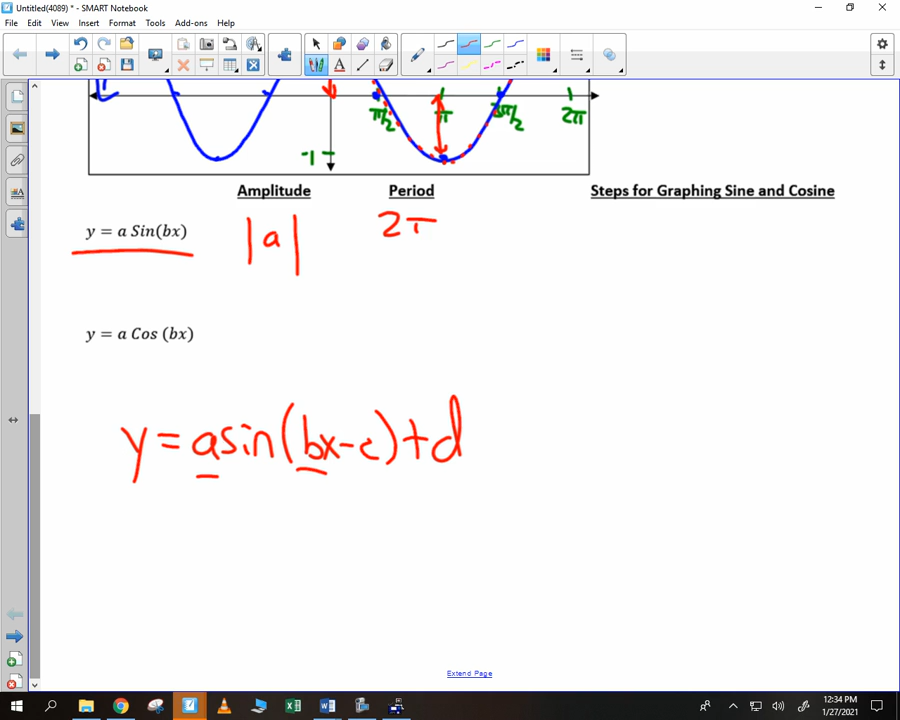 Untitled(4089) * - SMART Notebook
File Edit View Insert Format Tools Add-ons Help
π/2 π 3π/2 2π
-1
Amplitude Period Steps for Graphing Sine and Cosine
y = a Sin(bx) |a| 2π
y = a Cos (bx)
y = asin(bx-c)+d
Extend Page
12:34 PM
1/27/2021